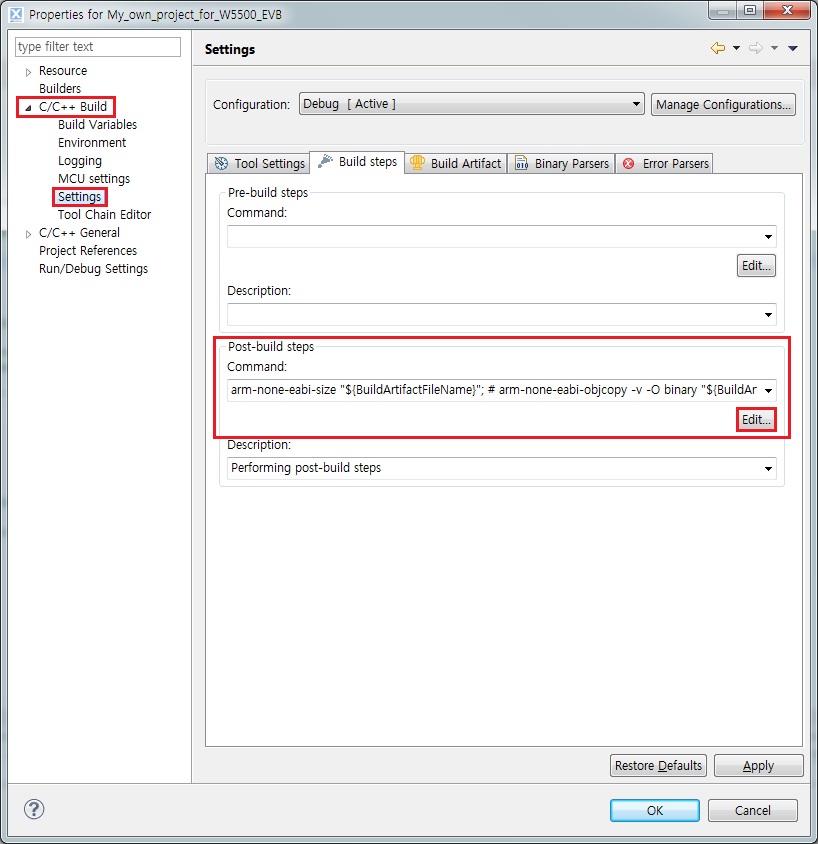 Properties for My_own_project_for_W5500_EVB
type filter text
Resource
Builders
C/C++ Build
Build Variables
Environment
Logging
MCU settings
Settings
Tool Chain Editor
C/C++ General
Project References
Run/Debug Settings
Settings
Configuration: Debug [ Active ] Manage Configurations...
Tool Settings Build steps Build Artifact Binary Parsers Error Parsers
Pre-build steps
Command:
Edit...
Description:
Post-build steps
Command:
arm-none-eabi-size "${BuildArtifactFileName}"; # arm-none-eabi-objcopy -v -O binary "${BuildAr
Edit...
Description:
Performing post-build steps
Restore Defaults Apply
OK Cancel